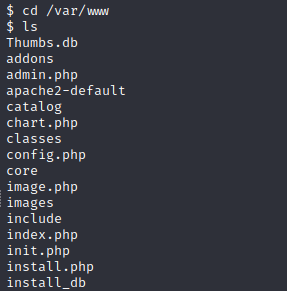 $ cd /var/www
$ ls
Thumbs.db
addons
admin.php
apache2-default
catalog
chart.php
classes
config.php
core
image.php
images
include
index.php
init.php
install.php
install_db